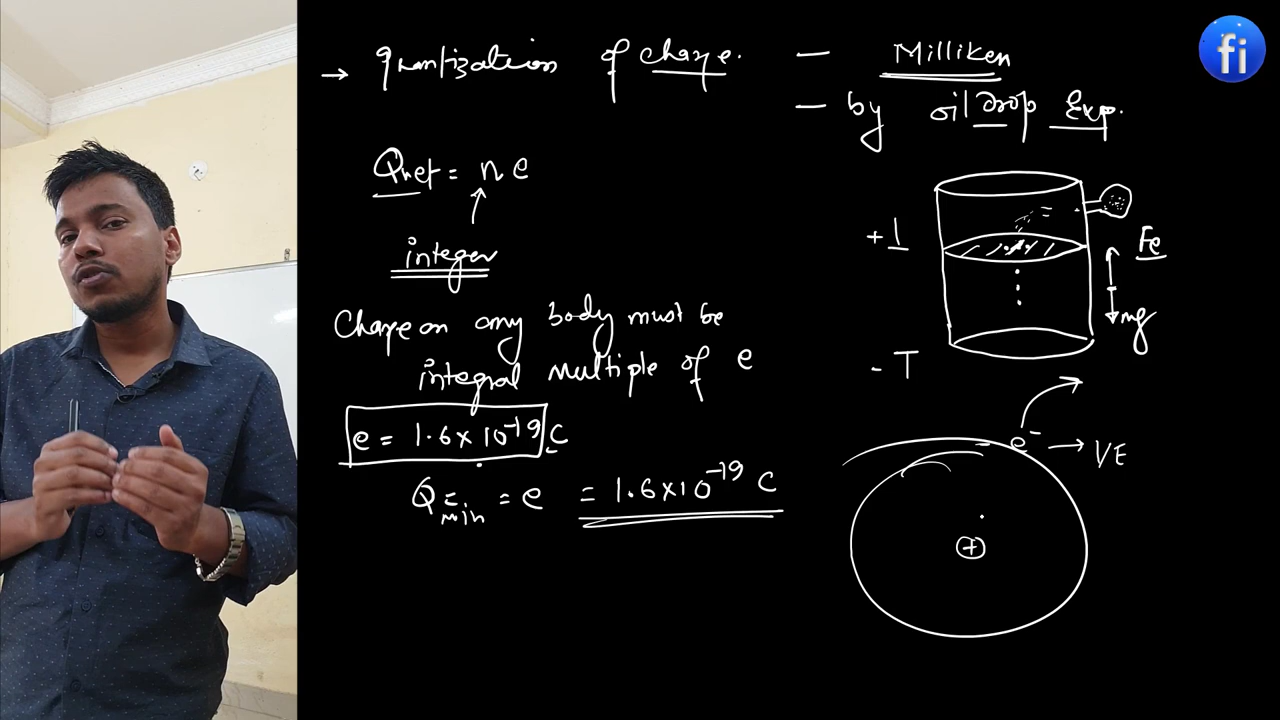 fi
→ quantization of charge. — Milliken
— by oil Drop Exp.
Qnet = n e
integer
Charge on any body must be
integral multiple of e
e = 1.6 × 10⁻¹⁹ C
Qmin = e = 1.6 × 10⁻¹⁹ C
+
Fe
mg
-
e⁻ → VE
+